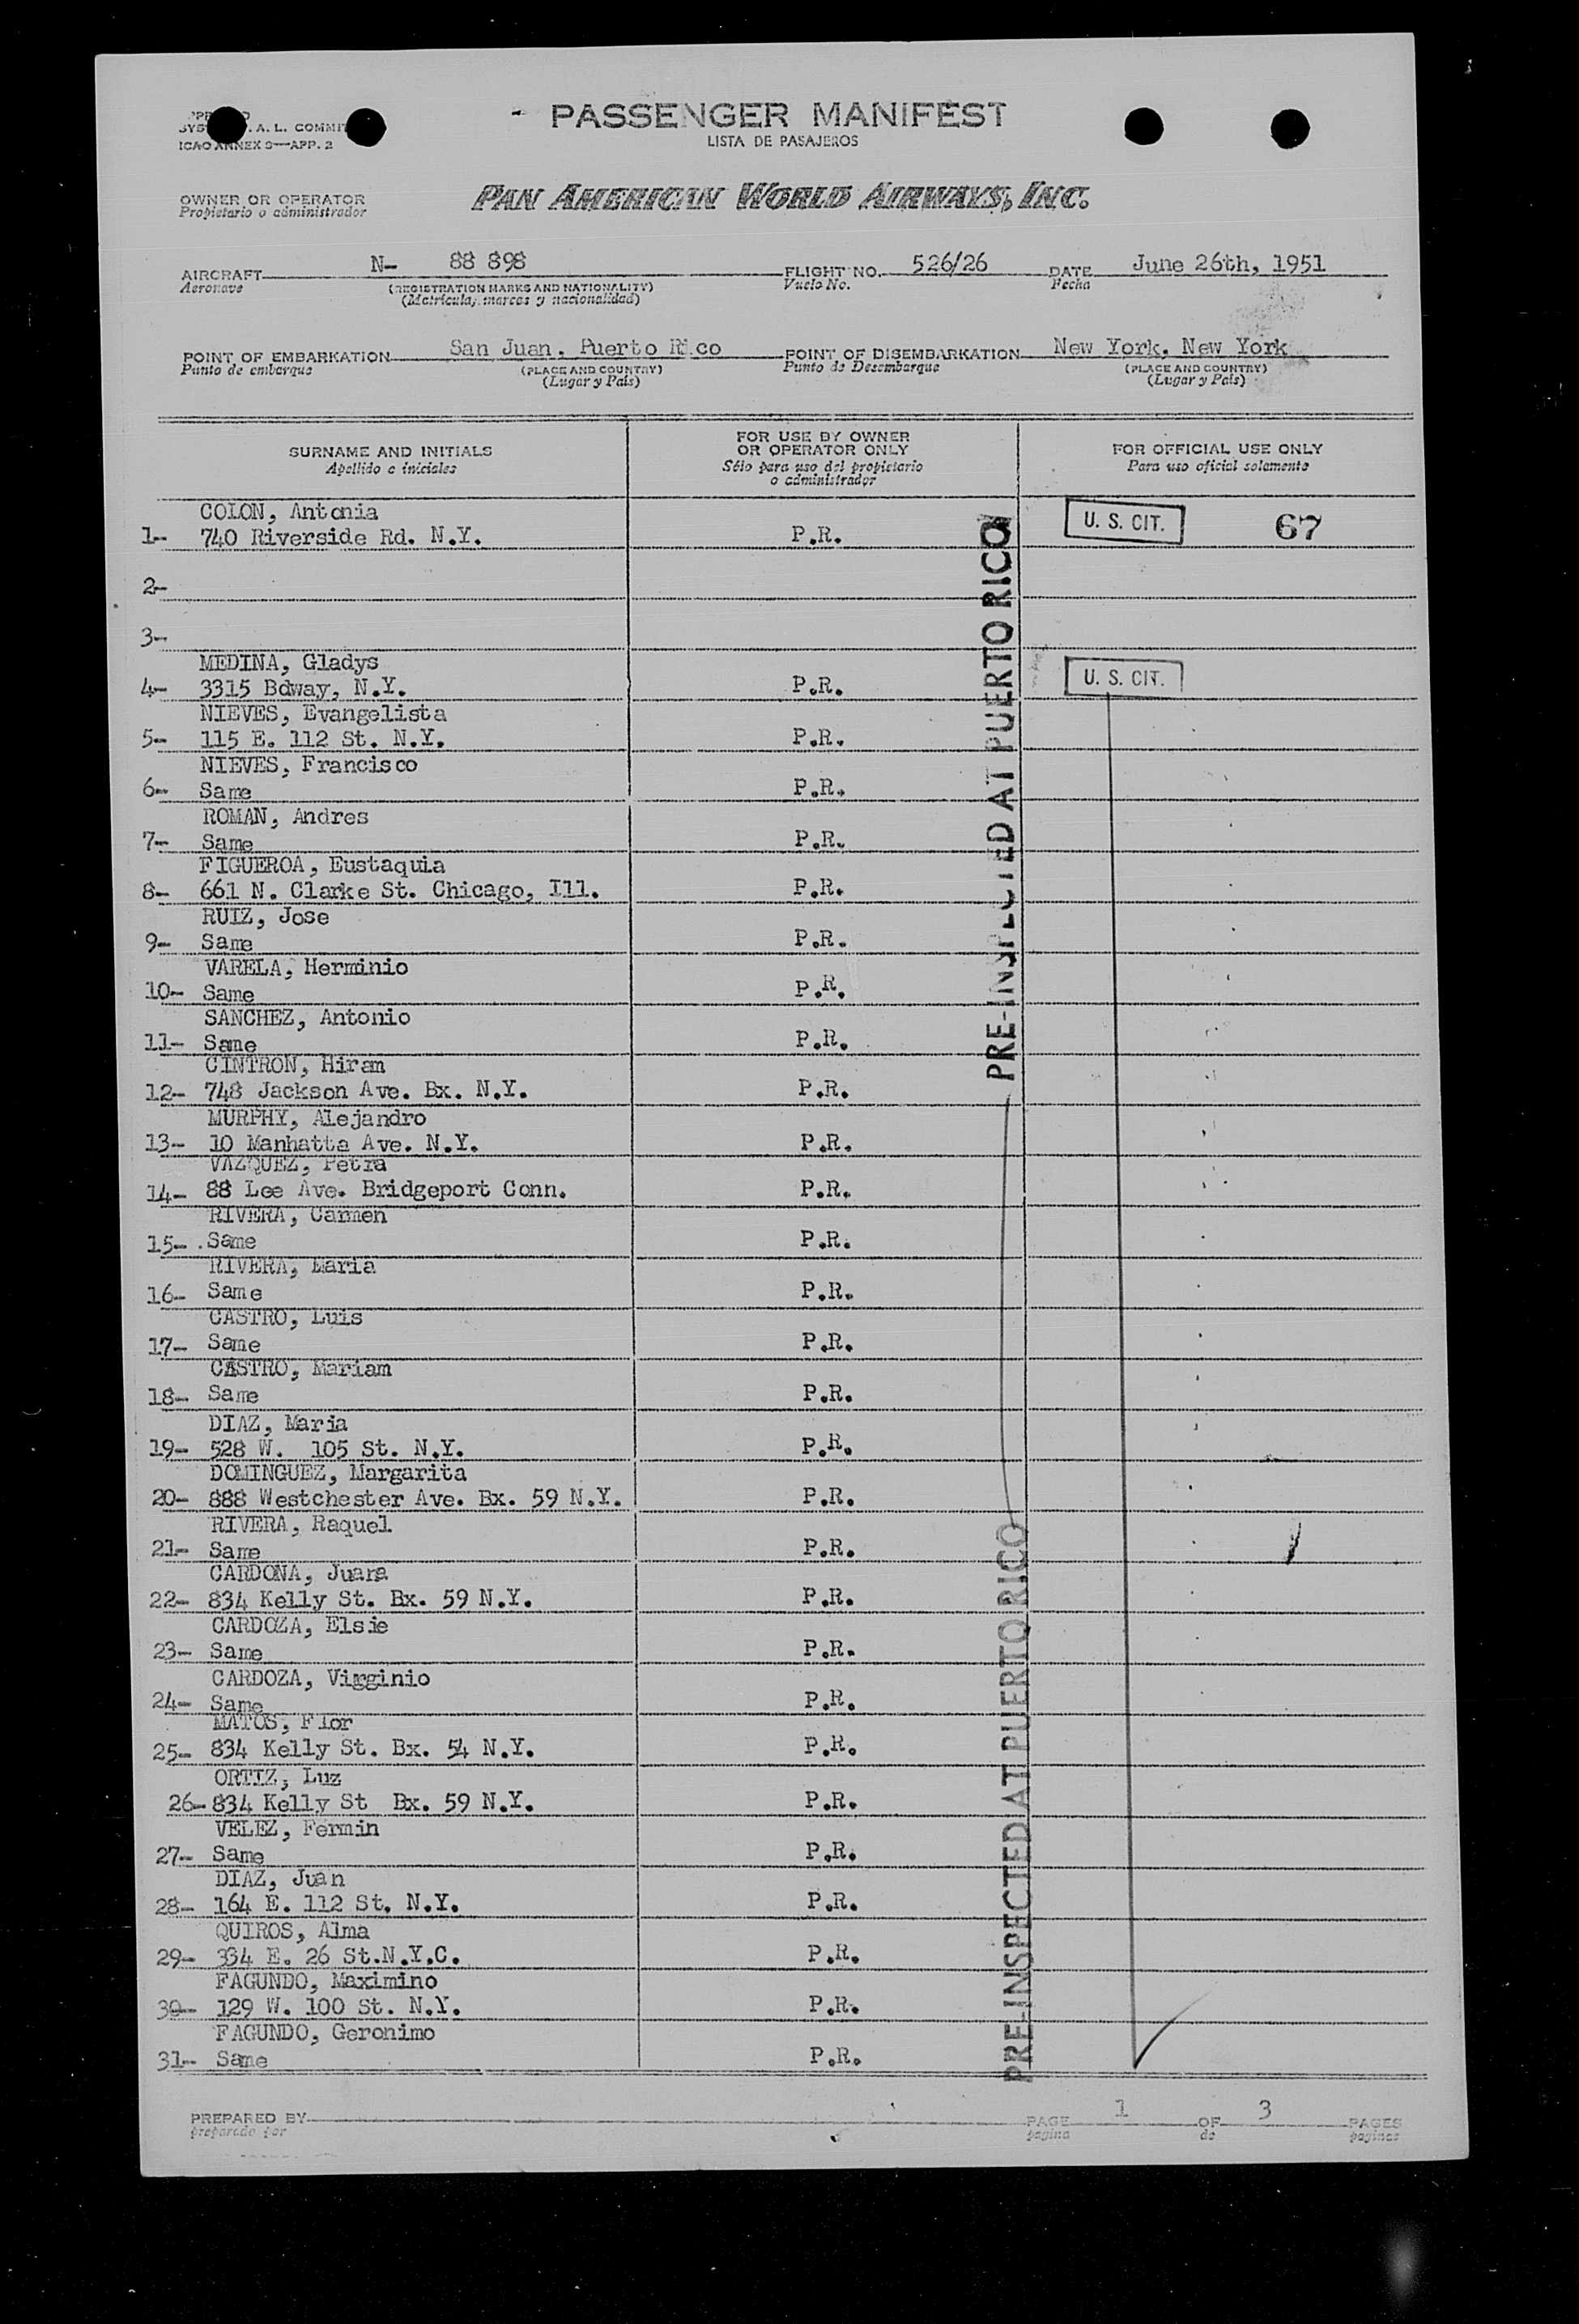 - PASSENGER MANIFEST
LISTA DE PASAJEROS
A. L.
ICAO ANNEX 9—APP. 2
OWNER OR OPERATOR
Propietario o administrador
PAN AMERICAN WORLD AIRWAYS, INC.
AIRCRAFT N- 88 898 FLIGHT NO. 526/26 DATE June 26th, 1951
Aeronave (REGISTRATION MARKS AND NATIONALITY) Vuelo No. Fecha
(Matricula, marcas y nacionalidad)
POINT OF EMBARKATION San Juan. Puerto Rico POINT OF DISEMBARKATION New York, New York
Punto de embarque (PLACE AND COUNTRY) Punto de Desembarque (PLACE AND COUNTRY)
(Lugar y País) (Lugar y País)
SURNAME AND INITIALS
Apellido e iniciales
FOR USE BY OWNER
OR OPERATOR ONLY
Sólo para uso del propietario
o administrador
FOR OFFICIAL USE ONLY
Para uso oficial solamente
COLON, Antonia
1- 740 Riverside Rd. N.Y. P.R. U. S. CIT. 67
2-
3-
MEDINA, Gladys
4- 3315 Bdway, N.Y. P.R. U. S. CIT.
NIEVES, Evangelista
5- 115 E. 112 St. N.Y. P.R.
NIEVES, Francisco
6- Same P.R.
ROMAN, Andres
7- Same P.R.
FIGUEROA, Eustaquia
8- 661 N. Clarke St. Chicago, Ill. P.R.
RUIZ, Jose
9- Same P.R.
VARELA, Herminio
10- Same P.R.
SANCHEZ, Antonio
11- Same P.R.
CINTRON, Hiram
12- 748 Jackson Ave. Bx. N.Y. P.R.
MURPHY, Alejandro
13- 10 Manhatta Ave. N.Y. P.R.
VAZQUEZ, Petra
14- 88 Lee Ave. Bridgeport Conn. P.R.
RIVERA, Carmen
15- Same P.R.
RIVERA, Maria
16- Same P.R.
CASTRO, Luis
17- Same P.R.
CASTRO, Mariam
18- Same P.R.
DIAZ, Maria
19- 528 W. 105 St. N.Y. P.R.
DOMINGUEZ, Margarita
20- 888 Westchester Ave. Bx. 59 N.Y. P.R.
RIVERA, Raquel
21- Same P.R.
CARDONA, Juana
22- 834 Kelly St. Bx. 59 N.Y. P.R.
CARDOZA, Elsie
23- Same P.R.
CARDOZA, Virginio
24- Same P.R.
MATOS, Flor
25- 834 Kelly St. Bx. 54 N.Y. P.R.
ORTIZ, Luz
26- 834 Kelly St Bx. 59 N.Y. P.R.
VELEZ, Fermin
27- Same P.R.
DIAZ, Juan
28- 164 E. 112 St. N.Y. P.R.
QUIROS, Alma
29- 334 E. 26 St.N.Y.C. P.R.
FAGUNDO, Maximino
30- 129 W. 100 St. N.Y. P.R.
FAGUNDO, Geronimo
31- Same P.R.
PRE-INSPECTED AT PUERTO RICO
PRE-INSPECTED AT PUERTO RICO
PREPARED BY PAGE 1 OF 3 PAGES
preparado por pagina de paginas